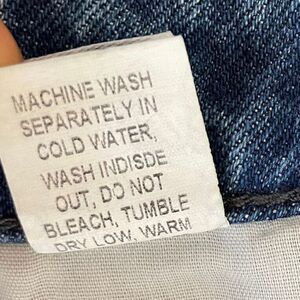 MACHINE WASH
SEPARATELY IN
COLD WATER,
WASH INDISDE
OUT, DO NOT
BLEACH, TUMBLE
DRY LOW, WARM